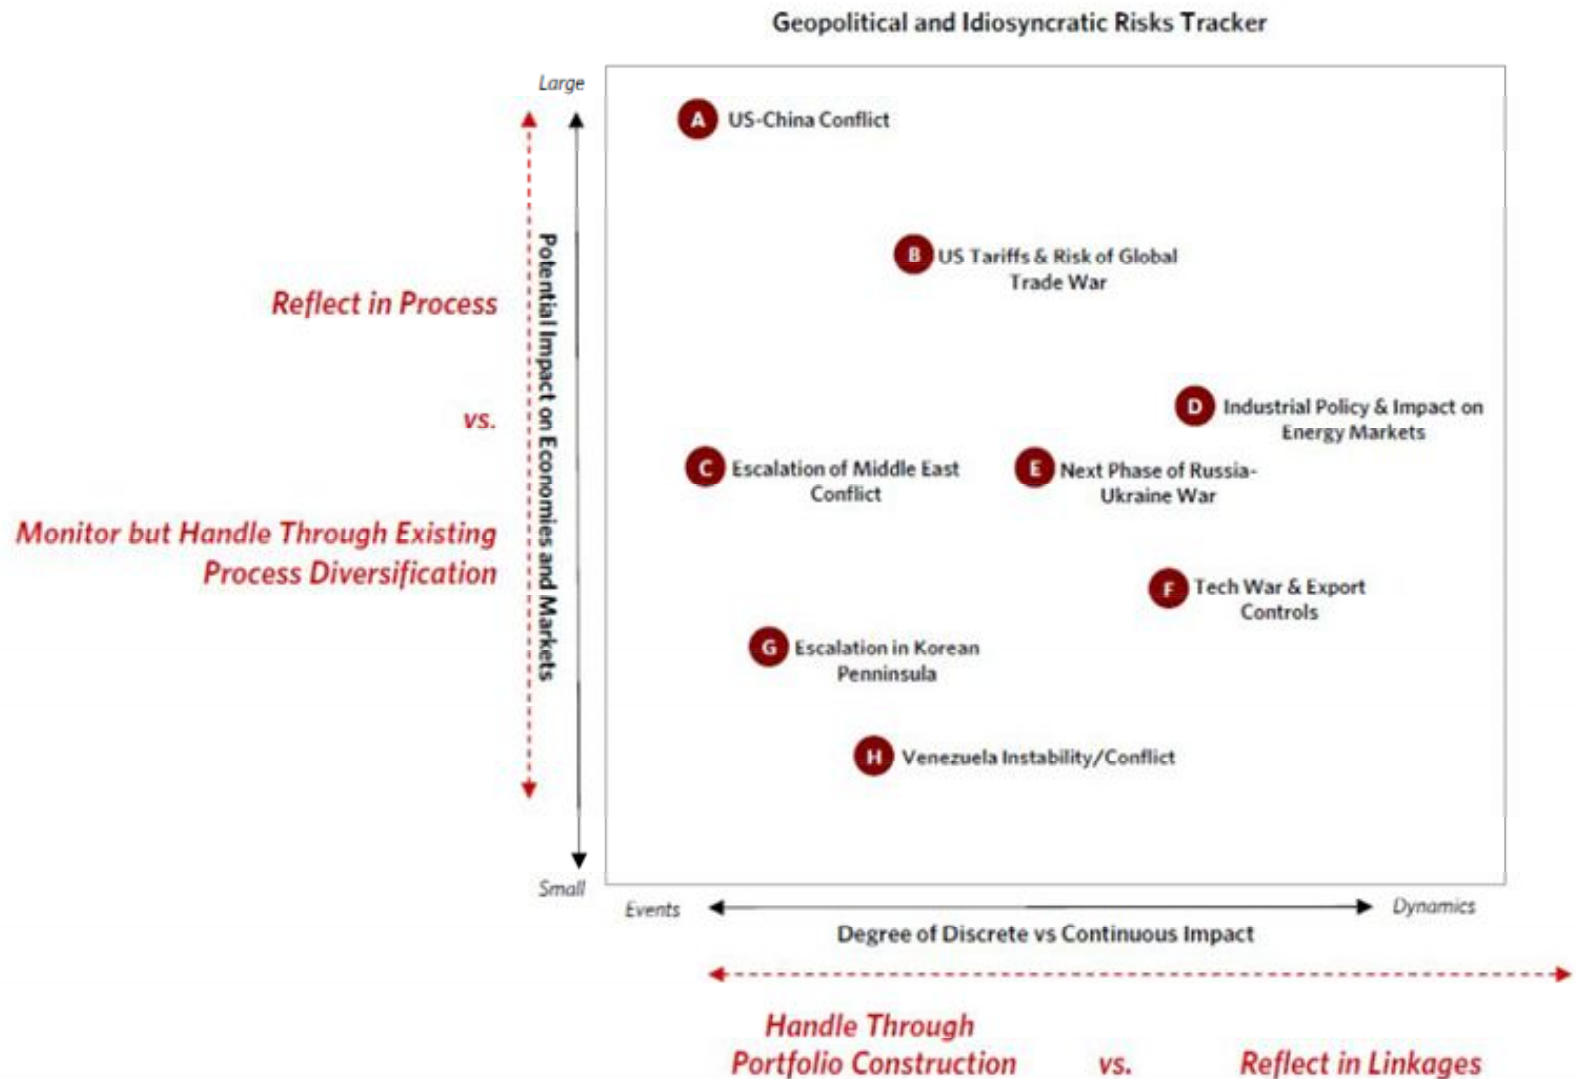 Geopolitical and Idiosyncratic Risks Tracker
Large
A US-China Conflict
B US Tariffs & Risk of Global
Trade War
Reflect in Process
vs.
Monitor but Handle Through Existing
Process Diversification
Potential Impact on Economies and Markets
D Industrial Policy & Impact on
Energy Markets
C Escalation of Middle East
Conflict
E Next Phase of Russia-
Ukraine War
F Tech War & Export
Controls
G Escalation in Korean
Penninsula
H Venezuela Instability/Conflict
Small
Events
Dynamics
Degree of Discrete vs Continuous Impact
Handle Through
Portfolio Construction
vs.
Reflect in Linkages